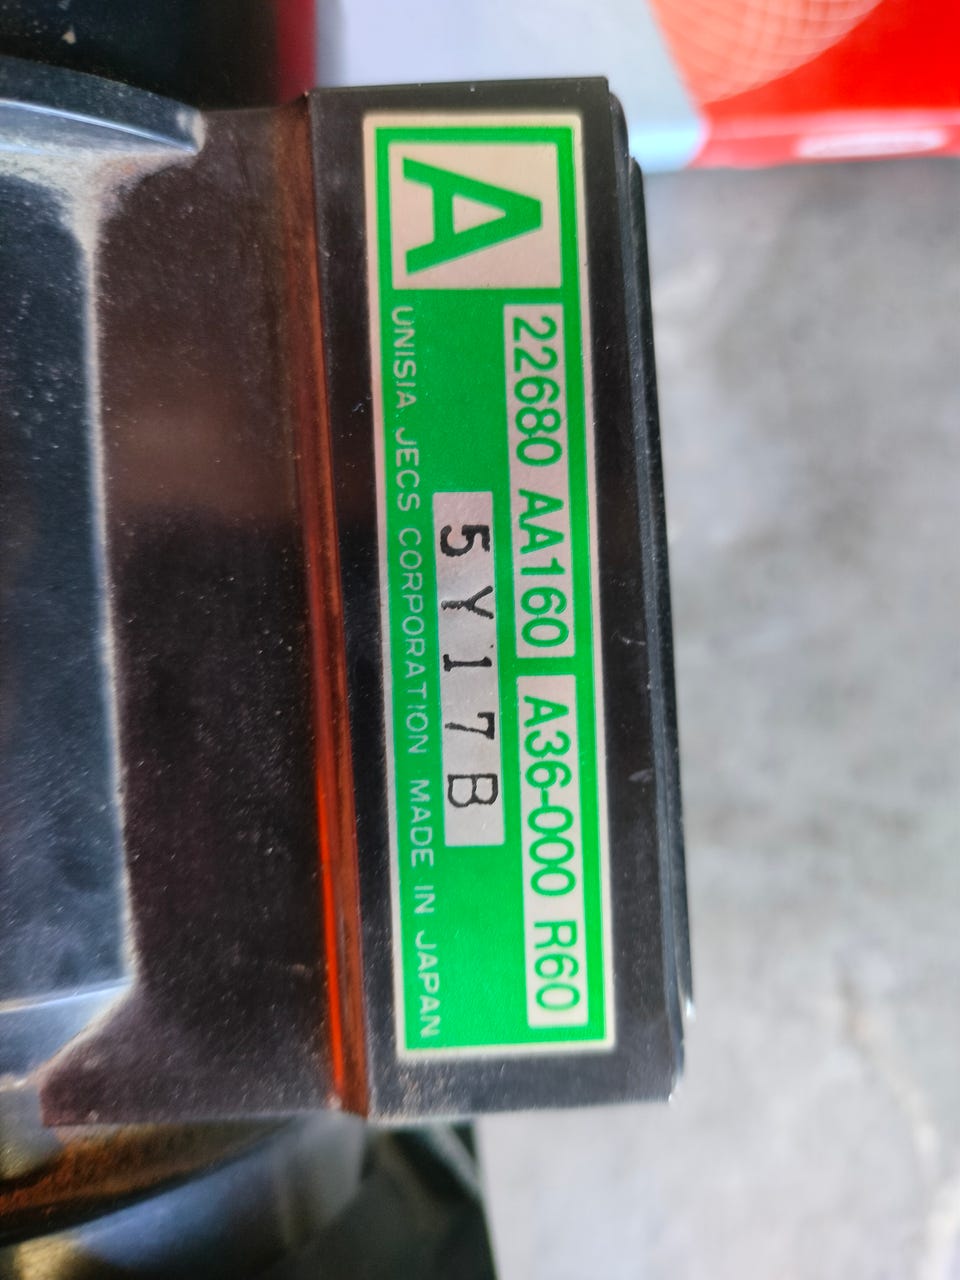 A
22680 AA160 A36-000 R60
5Y17B
UNISIA JECS CORPORATION MADE IN JAPAN